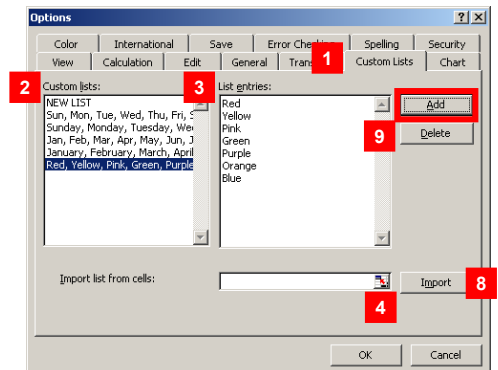 Options
Color International Save Error Spelling Security
View Calculation Edit General 1 Custom Lists Chart
2 Custom lists: 3 List entries:
NEW LIST Red Add
Sun, Mon, Tue, Wed, Thu, Fri, Yellow
Sunday, Monday, Tuesday, Pink 9 Delete
Jan, Feb, Mar, Apr, May, Jun, Green
January, February, March, April Purple
Red, Yellow, Pink, Green, Purple Orange
Blue
Import list from cells: Import 8
4
OK Cancel